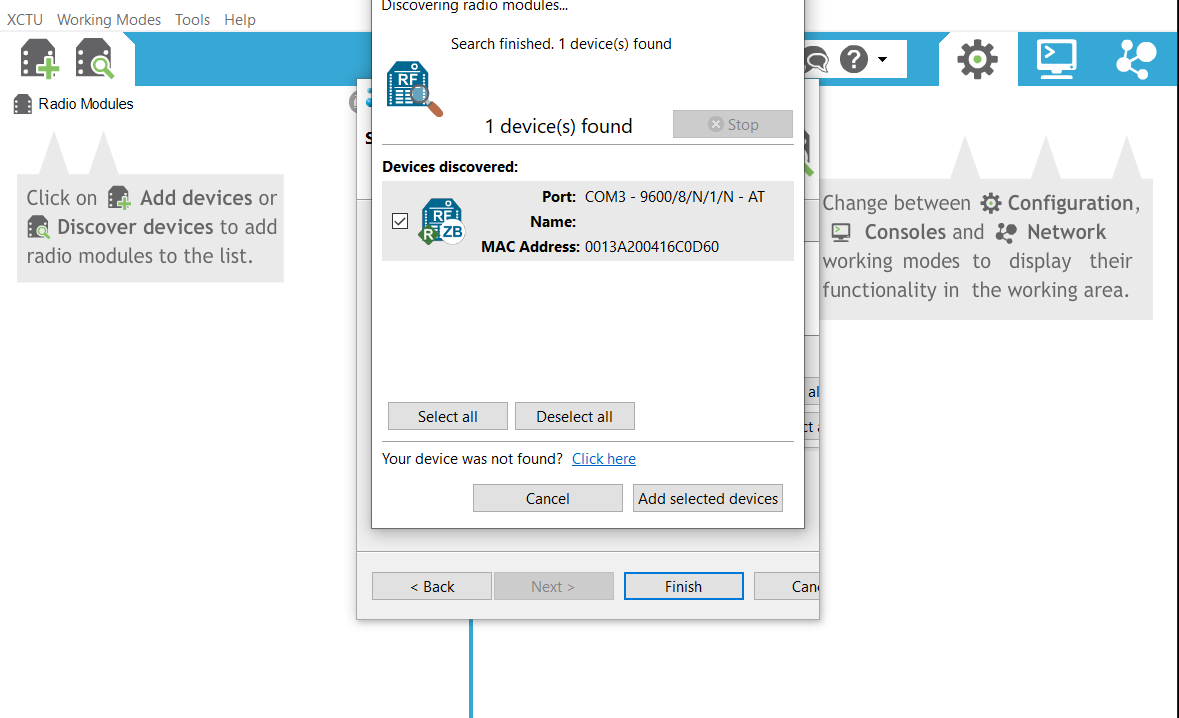 Discovering radio modules...
XCTU Working Modes Tools Help
Search finished. 1 device(s) found
RF
1 device(s) found
Stop
Radio Modules
Devices discovered:
Port: COM3 - 9600/8/N/1/N - AT
Name:
MAC Address: 0013A200416C0D60
RF
R ZB
Click on Add devices or
Discover devices to add
radio modules to the list.
Change between Configuration,
Consoles and Network
working modes to display their
functionality in the working area.
Select all Deselect all
Your device was not found? Click here
Cancel Add selected devices
< Back Next > Finish